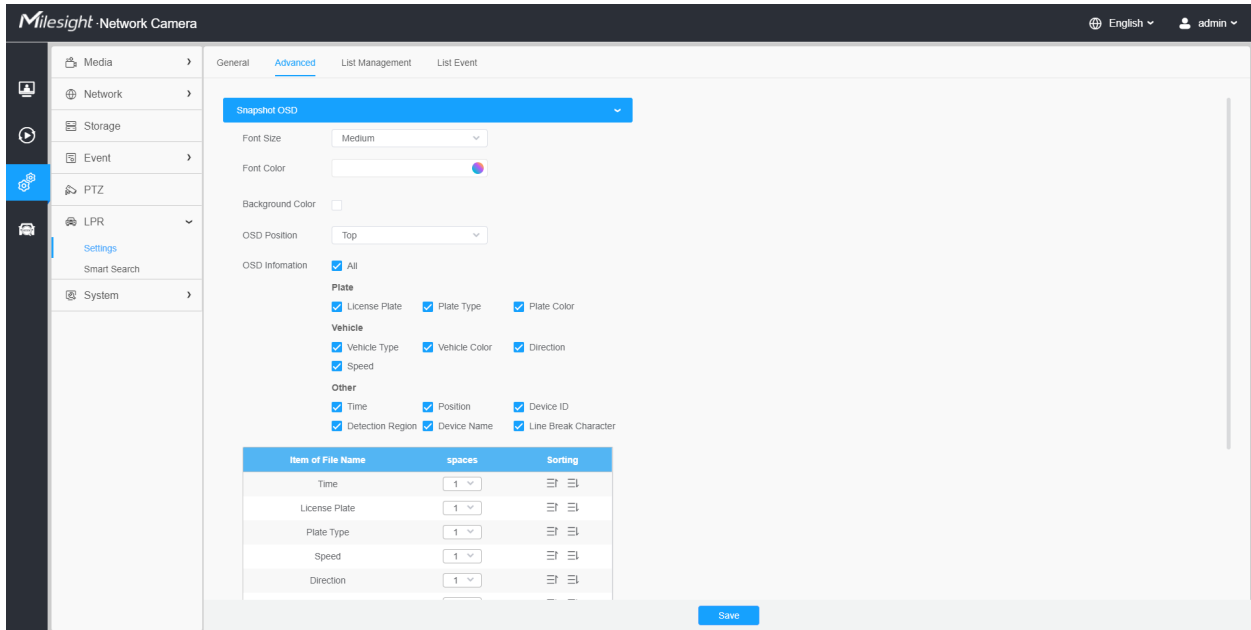 Milesight · Network Camera
English
admin
Media
Network
Storage
Event
PTZ
LPR
Settings
Smart Search
System
General Advanced List Management List Event
Snapshot OSD
Font Size Medium
Font Color
Background Color
OSD Position Top
OSD Infomation All
Plate
License Plate Plate Type Plate Color
Vehicle
Vehicle Type Vehicle Color Direction
Speed
Other
Time Position Device ID
Detection Region Device Name Line Break Character
Item of File Name spaces Sorting
Time 1
License Plate 1
Plate Type 1
Speed 1
Direction 1
Save